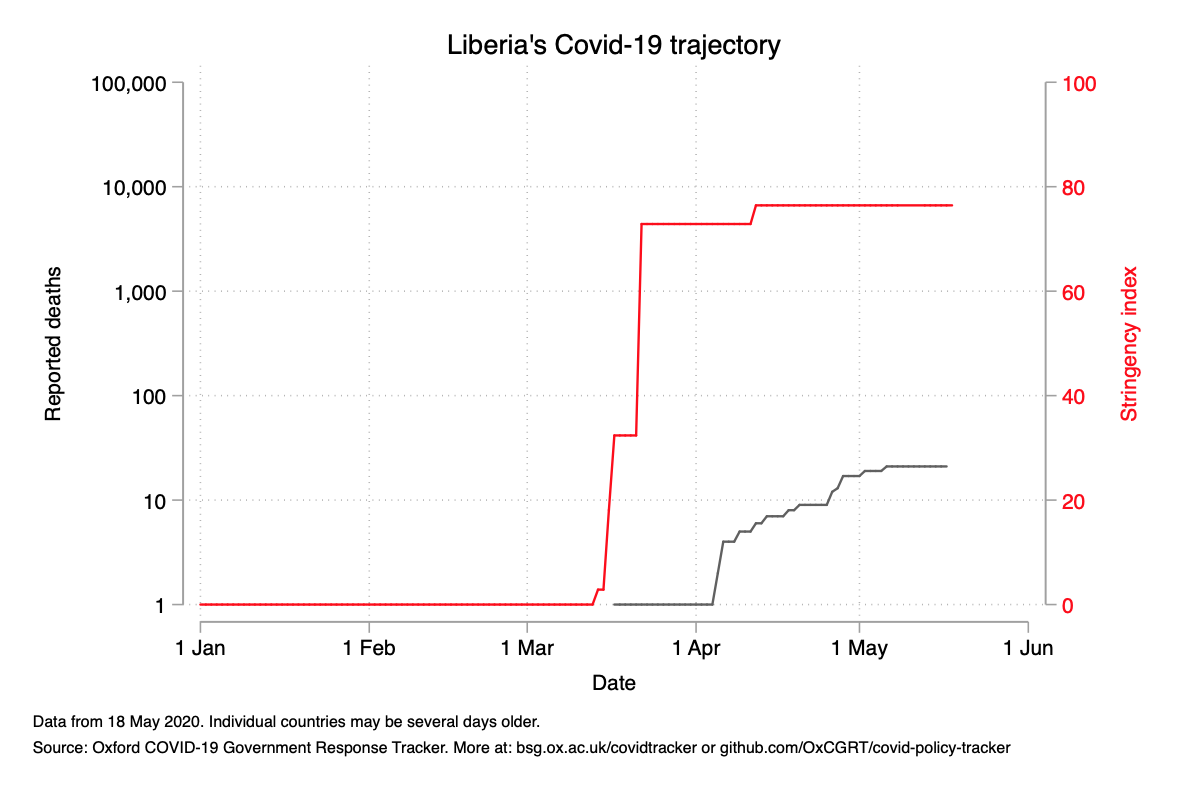 Liberia's Covid-19 trajectory
100,000
10,000
1,000
100
10
1
Reported deaths
100
80
60
40
20
0
Stringency index
1 Jan
1 Feb
1 Mar
1 Apr
1 May
1 Jun
Date
Data from 18 May 2020. Individual countries may be several days older.
Source: Oxford COVID-19 Government Response Tracker. More at: bsg.ox.ac.uk/covidtracker or github.com/OxCGRT/covid-policy-tracker